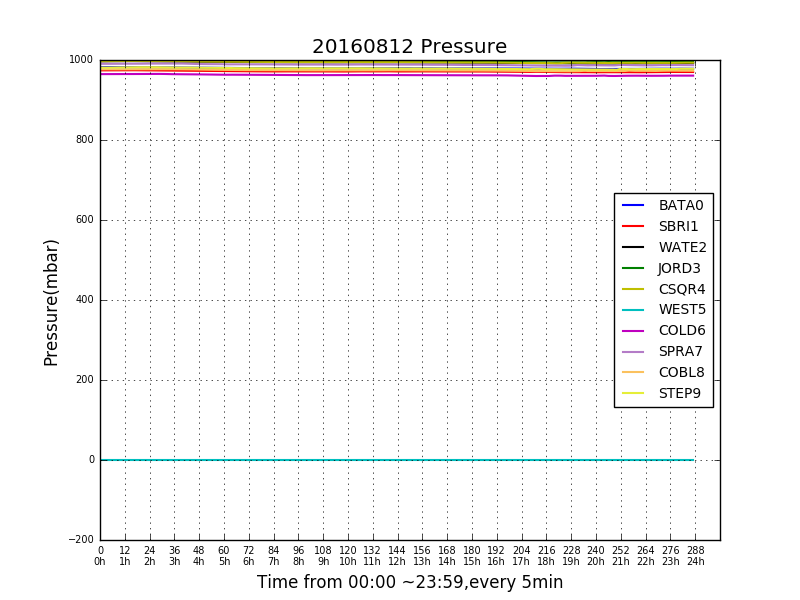 20160812 Pressure
1000
800
600
400
200
0
−200
Pressure(mbar)
BATA0
SBRI1
WATE2
JORD3
CSQR4
WEST5
COLD6
SPRA7
COBL8
STEP9
0 12 24 36 48 60 72 84 96 108 120 132 144 156 168 180 192 204 216 228 240 252 264 276 288
0h 1h 2h 3h 4h 5h 6h 7h 8h 9h 10h 11h 12h 13h 14h 15h 16h 17h 18h 19h 20h 21h 22h 23h 24h
Time from 00:00 ~23:59,every 5min